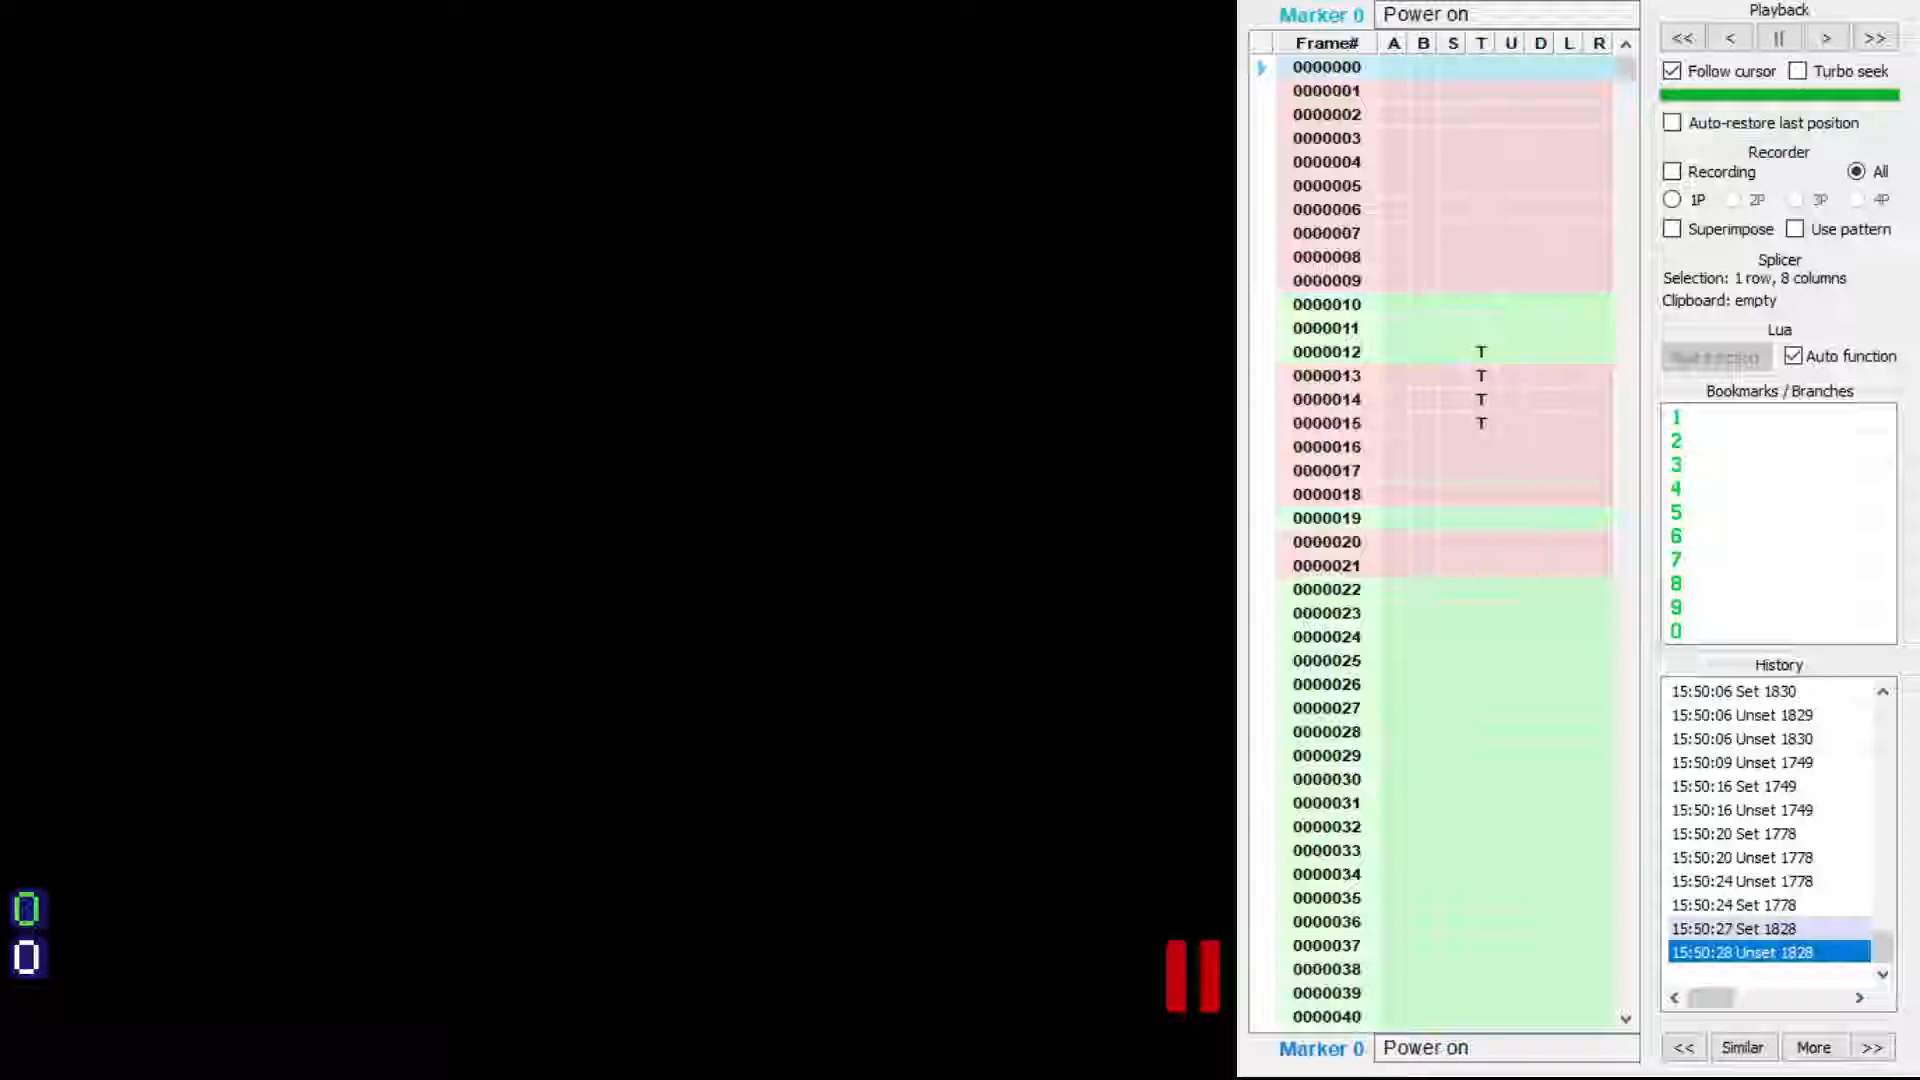 Marker 0 Power on
Frame# A B S T U D L R
0000000
0000001
0000002
0000003
0000004
0000005
0000006
0000007
0000008
0000009
0000010
0000011
0000012 T
0000013 T
0000014 T
0000015 T
0000016
0000017
0000018
0000019
0000020
0000021
0000022
0000023
0000024
0000025
0000026
0000027
0000028
0000029
0000030
0000031
0000032
0000033
0000034
0000035
0000036
0000037
0000038
0000039
0000040
Marker 0 Power on
0
0
Playback
<< < || > >>
Follow cursor Turbo seek
Auto-restore last position
Recorder
Recording All
1P 2P 3P 4P
Superimpose Use pattern
Splicer
Selection: 1 row, 8 columns
Clipboard: empty
Lua
Auto function
Bookmarks / Branches
1
2
3
4
5
6
7
8
9
0
History
15:50:06 Set 1830
15:50:06 Unset 1829
15:50:06 Unset 1830
15:50:09 Unset 1749
15:50:16 Set 1749
15:50:16 Unset 1749
15:50:20 Set 1778
15:50:20 Unset 1778
15:50:24 Unset 1778
15:50:24 Set 1778
15:50:27 Set 1828
15:50:28 Unset 1828
<< Similar More >>